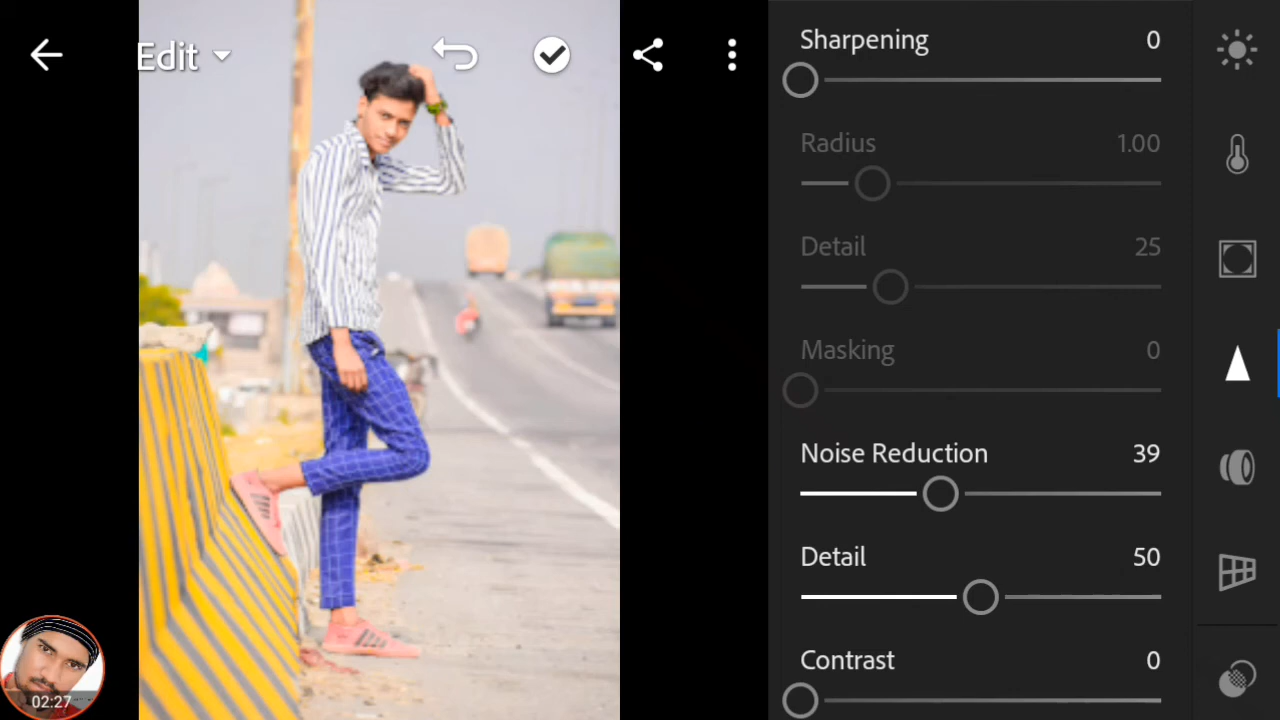 Edit
Sharpening 0
Radius 1.00
Detail 25
Masking 0
Noise Reduction 39
Detail 50
Contrast 0
02:27